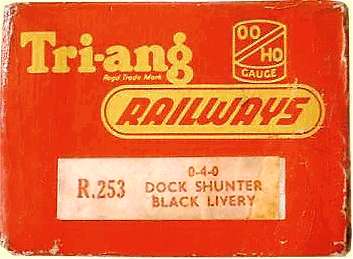 Tri-ang
Regd Trade Mark
OO/HO
GAUGE
RAILWAYS
R.253
0-4-0
DOCK SHUNTER
BLACK LIVERY